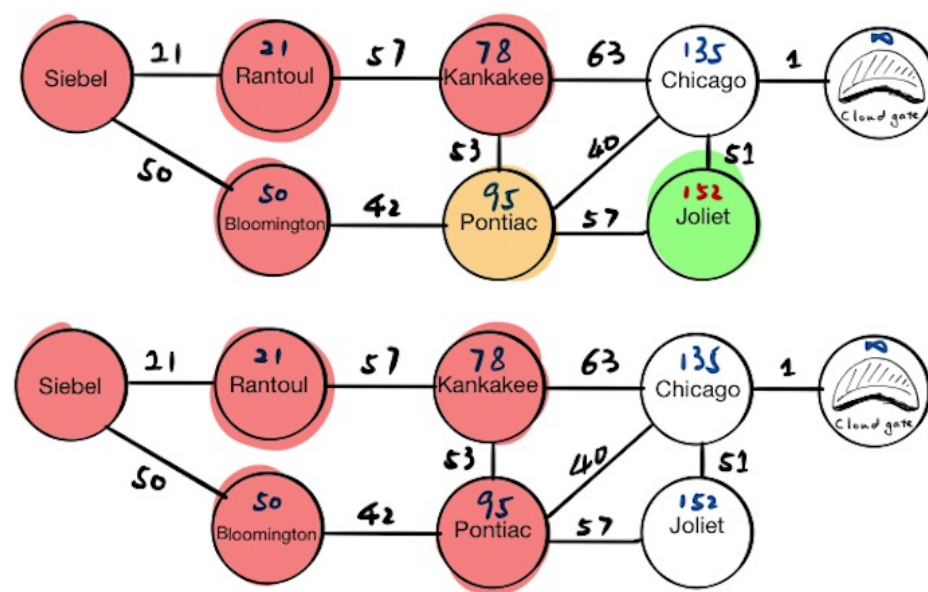 21 21 57 78 63 135 1 ∞
Siebel Rantoul Kankakee Chicago Cloud gate
50 53 40 51
50 42 95 57 152
Bloomington Pontiac Joliet
21 21 57 78 63 135 1 ∞
Siebel Rantoul Kankakee Chicago Cloud gate
50 53 40 51
50 42 95 57 152
Bloomington Pontiac Joliet